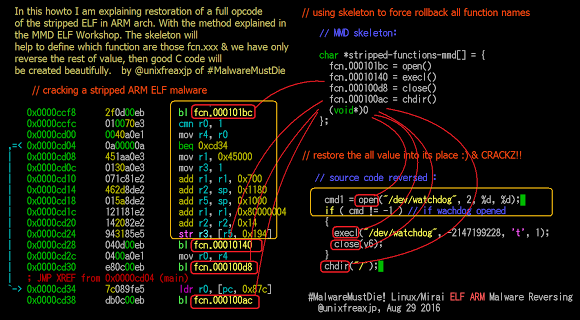 In this howto I am explaining restoration of a full opcode
of the stripped ELF in ARM arch. With the method explained in
the MMD ELF Workshop. The skeleton will
help to define which function are those fcn.xxx & we have only
reverse the rest of value, then good C code will
be created beautifully. by @unixfreaxjp of #MalwareMustDie
// cracking a stripped ARM ELF malware
0x0000ccf8 2f0d00eb bl fcn.000101bc
0x0000ccfc 010070e3 cmn r0, 1
0x0000cd00 0040a0e1 mov r4, r0
,=< 0x0000cd04 0a00000a beq 0xcd34
| 0x0000cd08 451aa0e3 mov r1, 0x45000
| 0x0000cd0c 0130a0e3 mov r3, 1
| 0x0000cd10 071c81e2 add r1, r1, 0x700
| 0x0000cd14 462d8de2 add r2, sp, 0x1180
| 0x0000cd18 015a8de2 add r5, sp, 0x1000
| 0x0000cd1c 121181e2 add r1, r1, 0x80000004
| 0x0000cd20 142082e2 add r2, r2, 0x14
| 0x0000cd24 943185e5 str r3, [r5, 0x194]
| 0x0000cd28 040d00eb bl fcn.00010140
| 0x0000cd2c 0400a0e1 mov r0, r4
| 0x0000cd30 e80c00eb bl fcn.000100d8
| ; JMP XREF from 0x0000cd04 (main)
`-> 0x0000cd34 7c089fe5 ldr r0, [pc, 0x87c]
0x0000cd38 db0c00eb bl fcn.000100ac
// using skeleton to force rollback all function names
// MMD skeleton:
char *stripped-functions-mmd[] = {
fcn.000101bc = open()
fcn.00010140 = execl()
fcn.000100d8 = close()
fcn.000100ac = chdir()
(void*)0
};
// restore the all value into its place :) & CRACKZ!!
// source code reversed :
cmd1 = open("/dev/watchdog", 2, %d, %d);
if ( cmd != -1 ) // if wachdog opened
{
execl("/dev/watchdog", -2147199228, 't', 1);
close(v6);
}
chdir("/");
#MalwareMustDie! Linux/Mirai ELF ARM Malware Reversing
@unixfreaxjp, Aug 29 2016